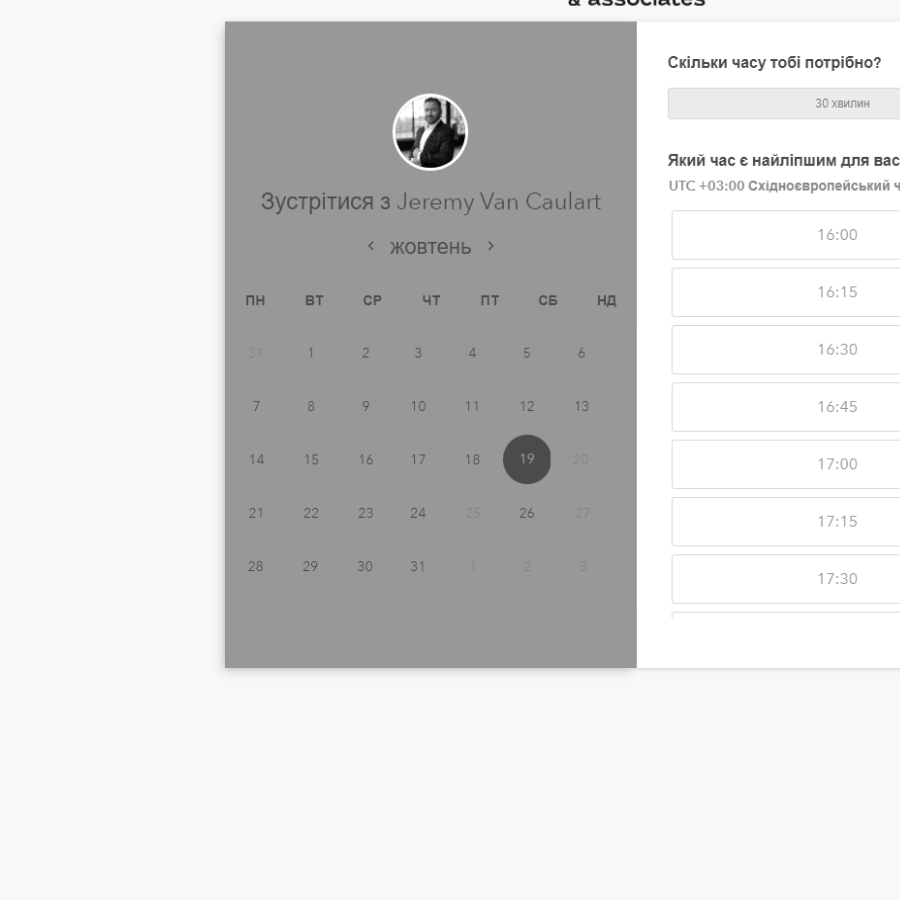 & associates
Зустрітися з Jeremy Van Caulart
< жовтень >
ПН ВТ СР ЧТ ПТ СБ НД
31 1 2 3 4 5 6
7 8 9 10 11 12 13
14 15 16 17 18 19 20
21 22 23 24 25 26 27
28 29 30 31 1 2 3
Скільки часу тобі потрібно?
30 хвилин
Який час є найліпшим для вас
UTC +03:00 Східноєвропейський
16:00
16:15
16:30
16:45
17:00
17:15
17:30